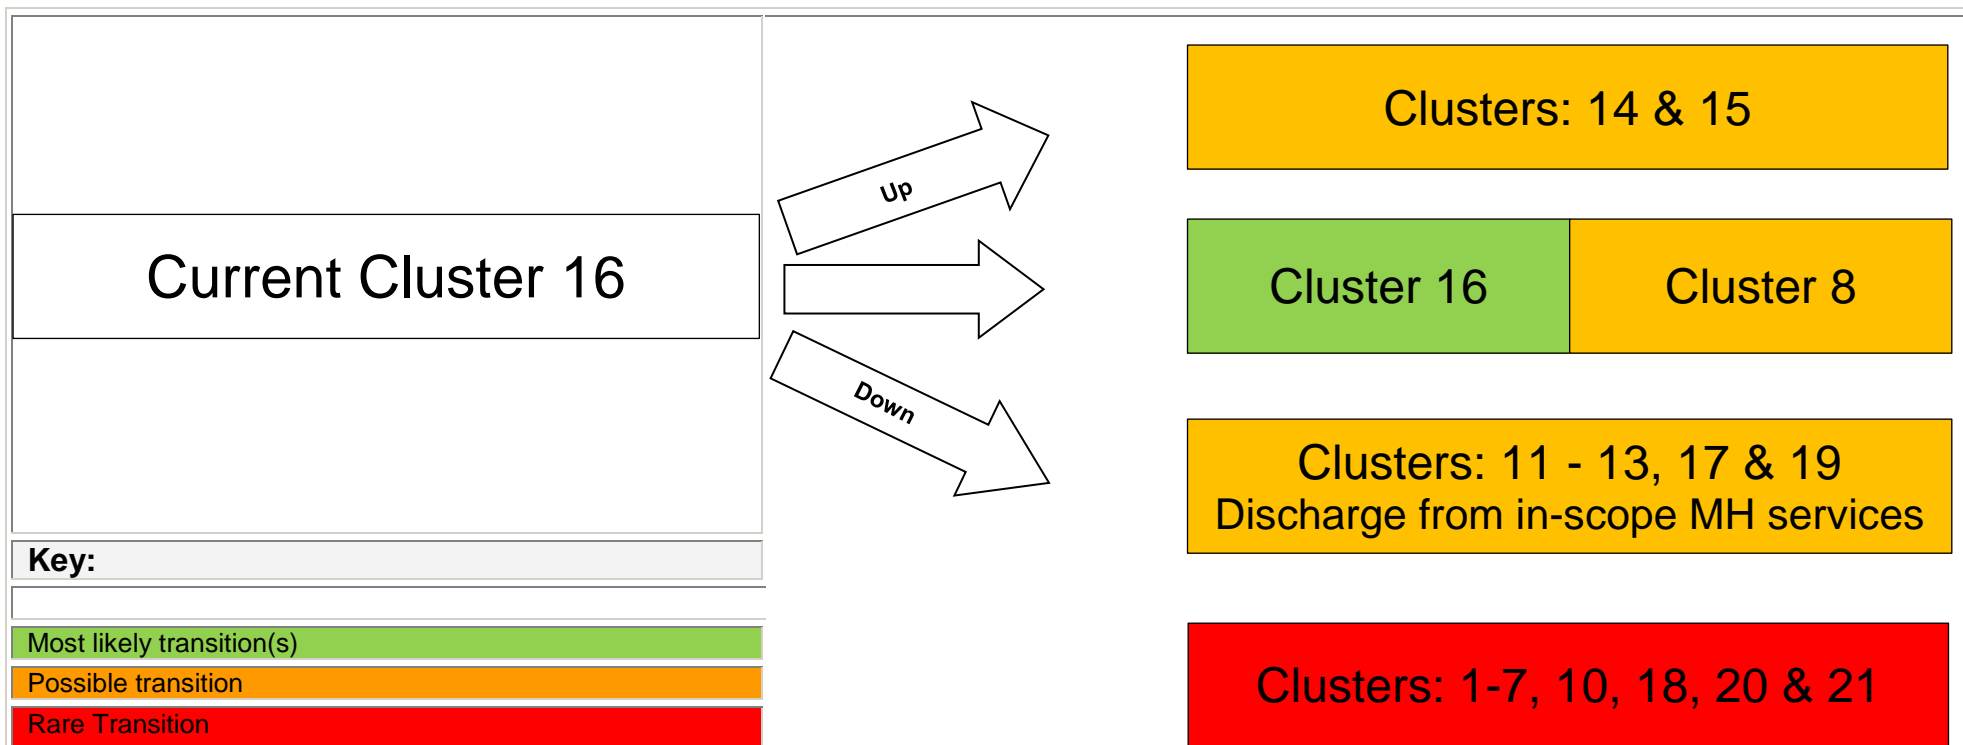 Current Cluster 16
Up
Down
Clusters: 14 & 15
Cluster 16
Cluster 8
Clusters: 11 - 13, 17 & 19
Discharge from in-scope MH services
Clusters: 1-7, 10, 18, 20 & 21
Key:
Most likely transition(s)
Possible transition
Rare Transition